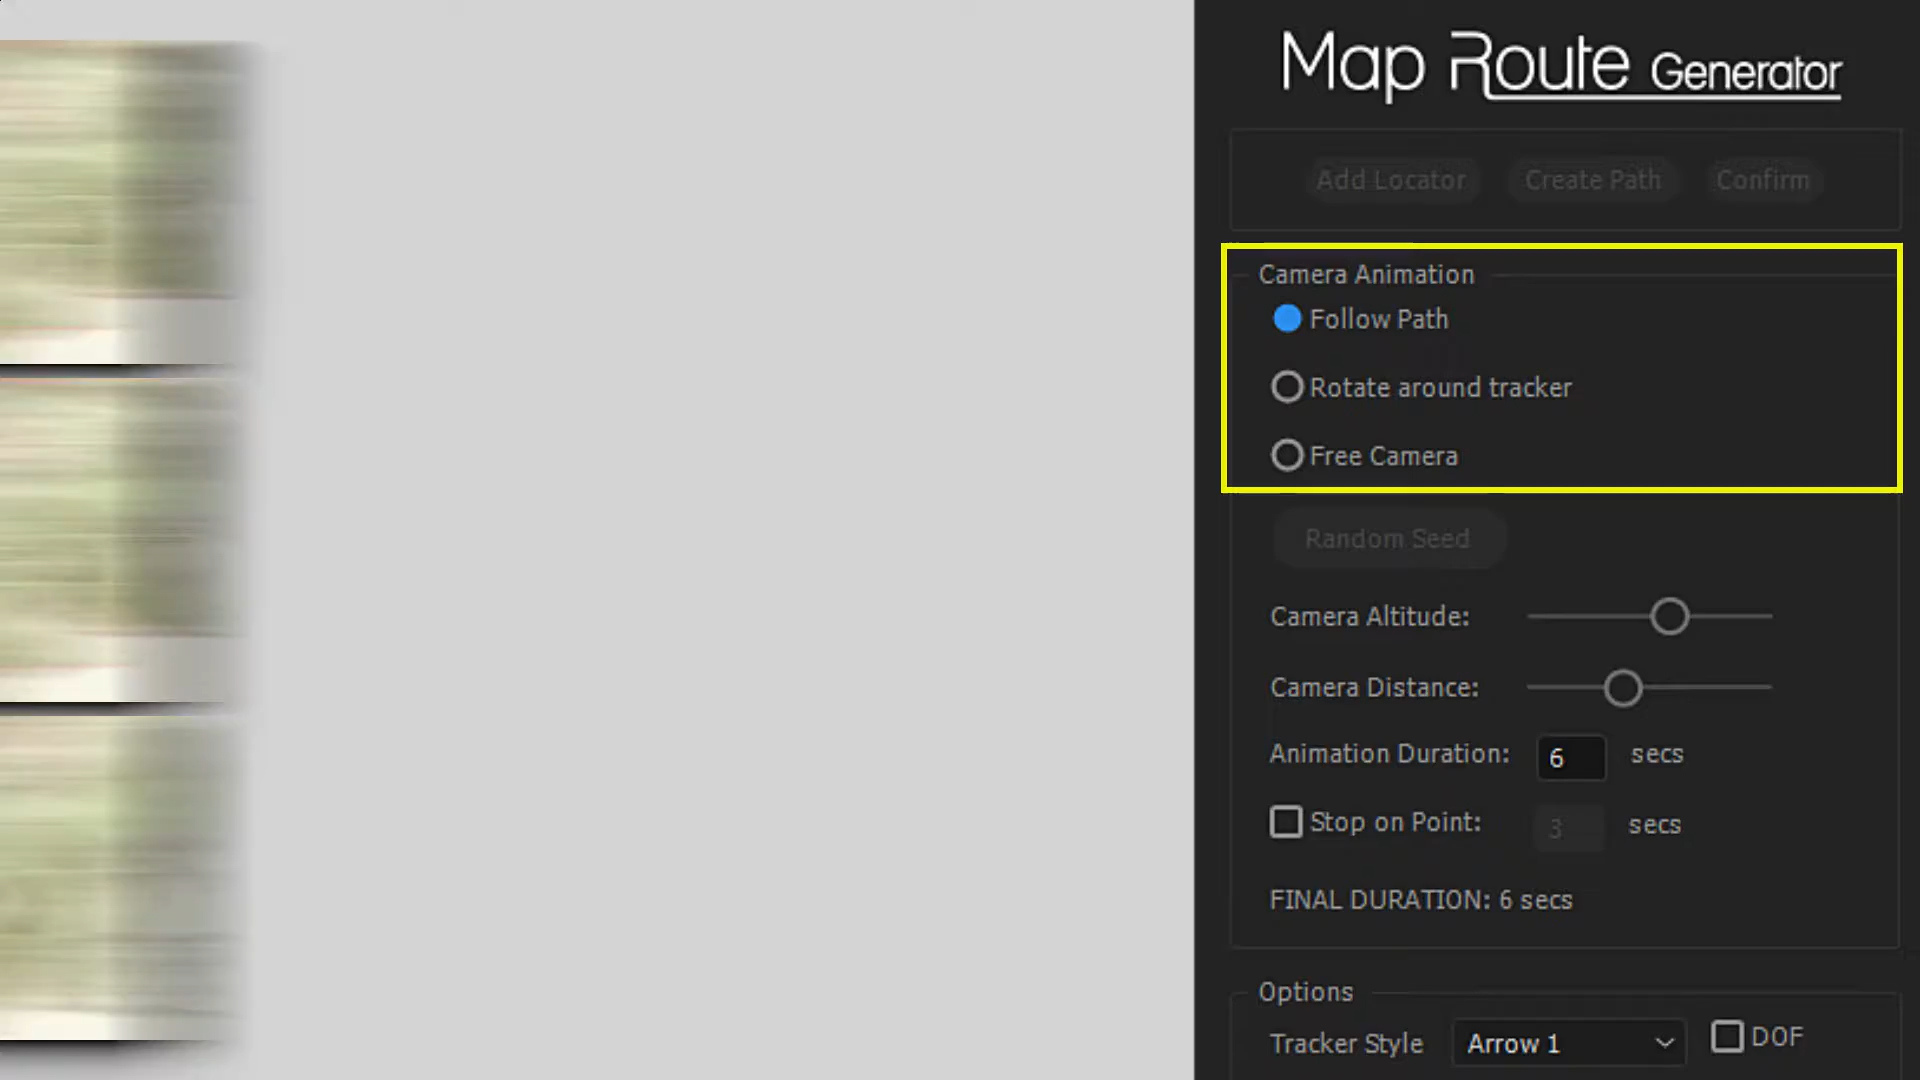 Map Route Generator
Add Locator Create Path Confirm
Camera Animation
Follow Path
Rotate around tracker
Free Camera
Random Seed
Camera Altitude:
Camera Distance:
Animation Duration: 6 secs
Stop on Point: 3 secs
FINAL DURATION: 6 secs
Options
Tracker Style Arrow 1 DOF